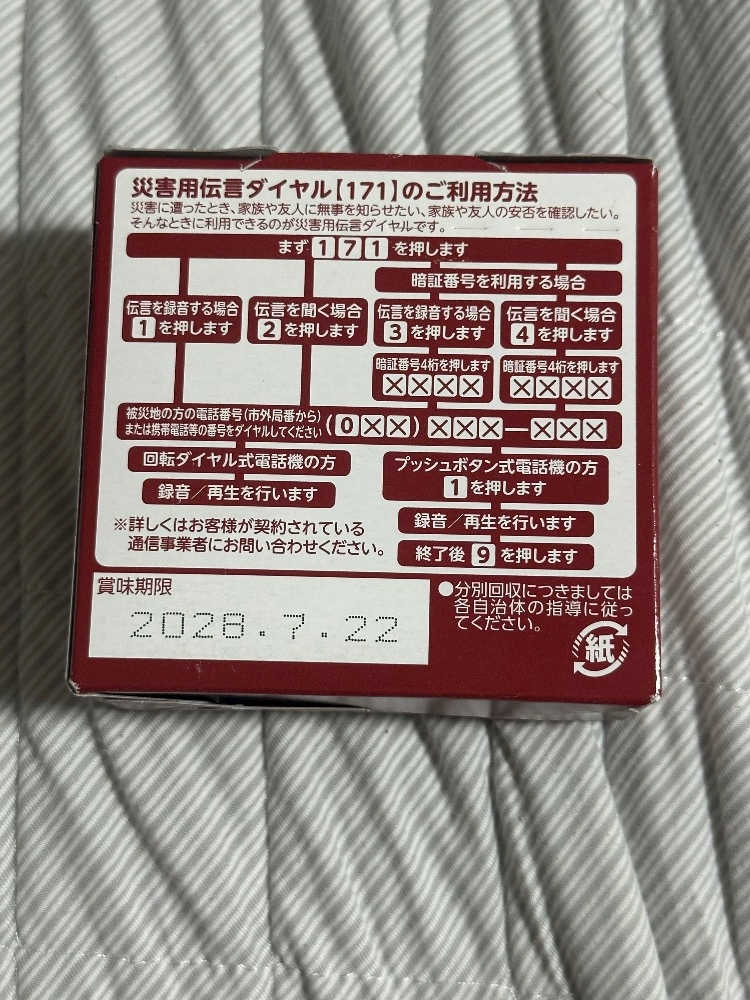 災害用伝言ダイヤル【171】のご利用方法
災害に遭ったとき、家族や友人に無事を知らせたい、家族や友人の安否を確認したい。
そんなときに利用できるのが災害用伝言ダイヤルです。
まず171を押します
暗証番号を利用する場合
伝言を録音する場合
1を押します
伝言を聞く場合
2を押します
伝言を録音する場合
3を押します
伝言を聞く場合
4を押します
暗証番号4桁を押します
××××
暗証番号4桁を押します
××××
被災地の方の電話番号(市外局番から)
または携帯電話等の番号をダイヤルしてください
(0××)×××—×××
回転ダイヤル式電話機の方
録音/再生を行います
プッシュボタン式電話機の方
1を押します
録音/再生を行います
終了後9を押します
※詳しくはお客様が契約されている
通信事業者にお問い合わせください。
賞味期限
2028.7.22
●分別回収につきましては
各自治体の指導に従っ
てください。
紙